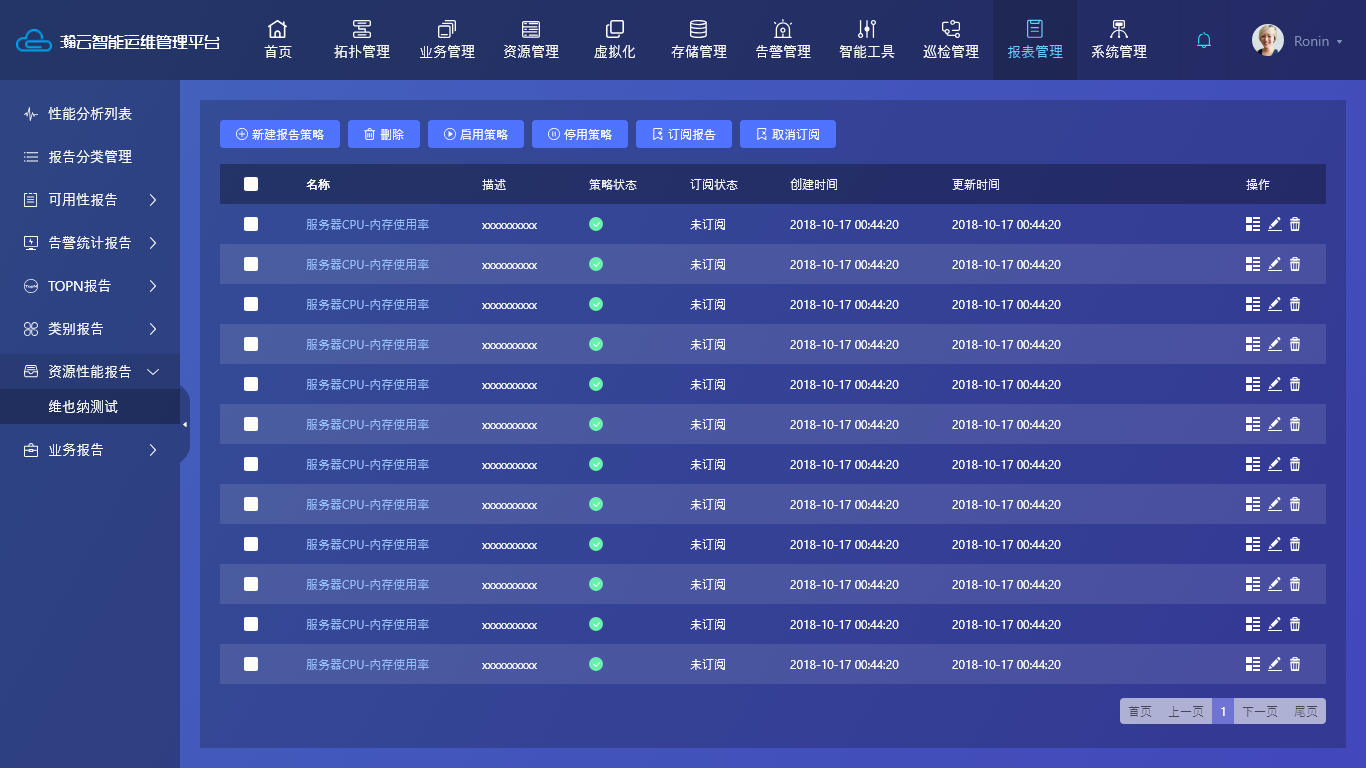 瀚云智能运维管理平台
首页 拓扑管理 业务管理 资源管理 虚拟化 存储管理 告警管理 智能工具 巡检管理 报表管理 系统管理 Ronin
性能分析列表
报告分类管理
可用性报告
告警统计报告
TOPN报告
类别报告
资源性能报告
维也纳测试
业务报告
新建报告策略 删除 启用策略 停用策略 订阅报告 取消订阅
名称 描述 策略状态 订阅状态 创建时间 更新时间 操作
服务器CPU-内存使用率 xxxxxxxxxx 未订阅 2018-10-17 00:44:20 2018-10-17 00:44:20
服务器CPU-内存使用率 xxxxxxxxxx 未订阅 2018-10-17 00:44:20 2018-10-17 00:44:20
服务器CPU-内存使用率 xxxxxxxxxx 未订阅 2018-10-17 00:44:20 2018-10-17 00:44:20
服务器CPU-内存使用率 xxxxxxxxxx 未订阅 2018-10-17 00:44:20 2018-10-17 00:44:20
服务器CPU-内存使用率 xxxxxxxxxx 未订阅 2018-10-17 00:44:20 2018-10-17 00:44:20
服务器CPU-内存使用率 xxxxxxxxxx 未订阅 2018-10-17 00:44:20 2018-10-17 00:44:20
服务器CPU-内存使用率 xxxxxxxxxx 未订阅 2018-10-17 00:44:20 2018-10-17 00:44:20
服务器CPU-内存使用率 xxxxxxxxxx 未订阅 2018-10-17 00:44:20 2018-10-17 00:44:20
服务器CPU-内存使用率 xxxxxxxxxx 未订阅 2018-10-17 00:44:20 2018-10-17 00:44:20
服务器CPU-内存使用率 xxxxxxxxxx 未订阅 2018-10-17 00:44:20 2018-10-17 00:44:20
服务器CPU-内存使用率 xxxxxxxxxx 未订阅 2018-10-17 00:44:20 2018-10-17 00:44:20
服务器CPU-内存使用率 xxxxxxxxxx 未订阅 2018-10-17 00:44:20 2018-10-17 00:44:20
首页 上一页 1 下一页 尾页